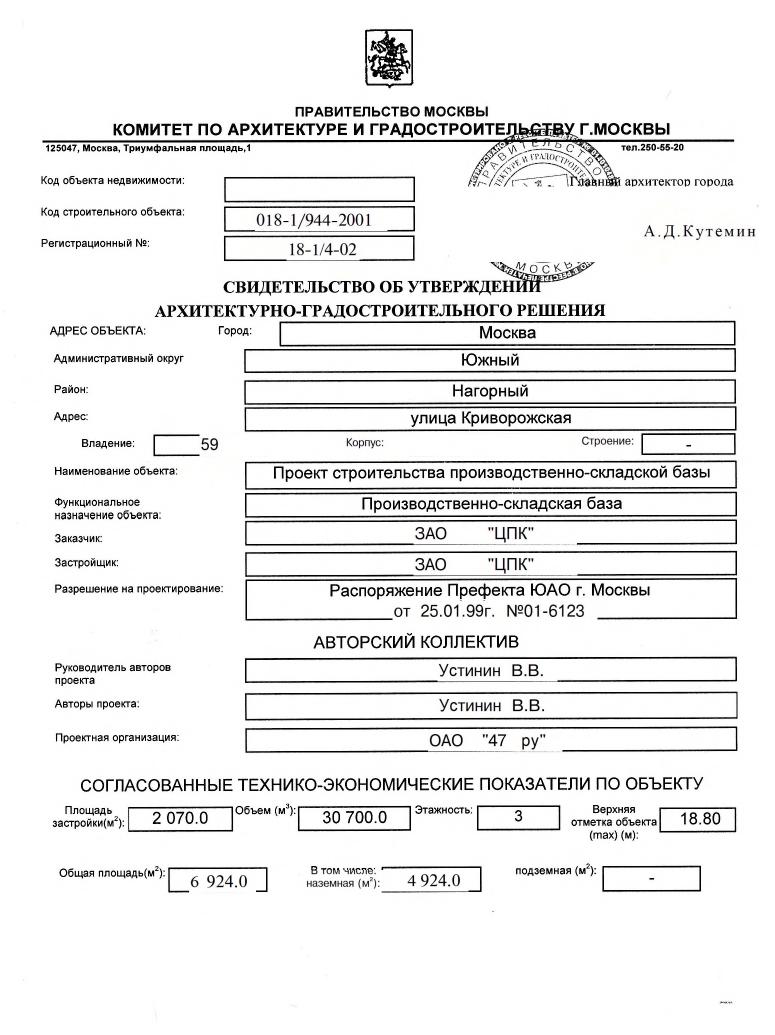 ПРАВИТЕЛЬСТВО МОСКВЫ
КОМИТЕТ ПО АРХИТЕКТУРЕ И ГРАДОСТРОИТЕЛЬСТВУ Г.МОСКВЫ
125047, Москва, Триумфальная площадь,1 тел.250-55-20
ПРАВИТЕЛЬСТВО
Код объекта недвижимости: Главный архитектор города
Код строительного объекта: 018-1/944-2001
А.Д.Кутемин
Регистрационный №: 18-1/4-02
МОСКВ
СВИДЕТЕЛЬСТВО ОБ УТВЕРЖДЕНИИ
АРХИТЕКТУРНО-ГРАДОСТРОИТЕЛЬНОГО РЕШЕНИЯ
АДРЕС ОБЪЕКТА: Город: Москва
Административный округ Южный
Район: Нагорный
Адрес: улица Криворожская
Владение: 59 Корпус: Строение: -
Наименование объекта: Проект строительства производственно-складской базы
Функциональное
назначение объекта: Производственно-складская база
Заказчик: ЗАО "ЦПК"
Застройщик: ЗАО "ЦПК"
Разрешение на проектирование: Распоряжение Префекта ЮАО г. Москвы
от 25.01.99г. №01-6123
АВТОРСКИЙ КОЛЛЕКТИВ
Руководитель авторов
проекта Устинин В.В.
Авторы проекта: Устинин В.В.
Проектная организация: ОАО "47 ру"
СОГЛАСОВАННЫЕ ТЕХНИКО-ЭКОНОМИЧЕСКИЕ ПОКАЗАТЕЛИ ПО ОБЪЕКТУ
Площадь
застройки(м²): 2 070.0 Объем (м³): 30 700.0 Этажность: 3 Верхняя
отметка объекта
(max) (м): 18.80
Общая площадь(м²): 6 924.0 В том числе:
наземная (м²): 4 924.0 подземная (м²): -